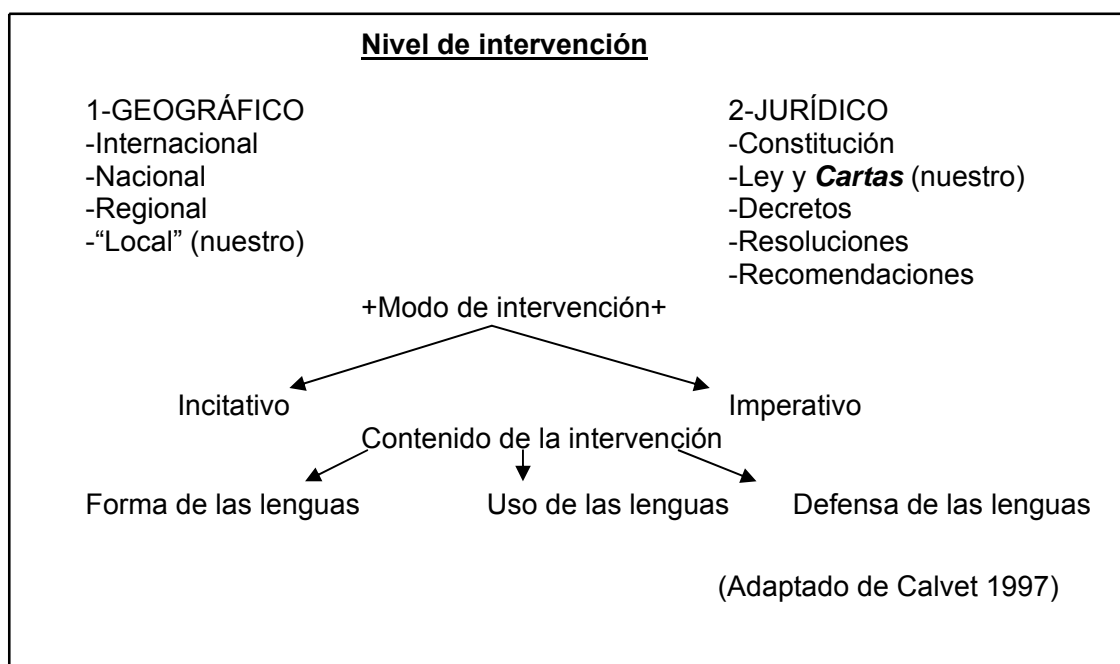 Nivel de intervención
1-GEOGRÁFICO
-Internacional
-Nacional
-Regional
-“Local” (nuestro)
2-JURÍDICO
-Constitución
-Ley y Cartas (nuestro)
-Decretos
-Resoluciones
-Recomendaciones
+Modo de intervención+
Incitativo
Imperativo
Contenido de la intervención
Forma de las lenguas
Uso de las lenguas
Defensa de las lenguas
(Adaptado de Calvet 1997)